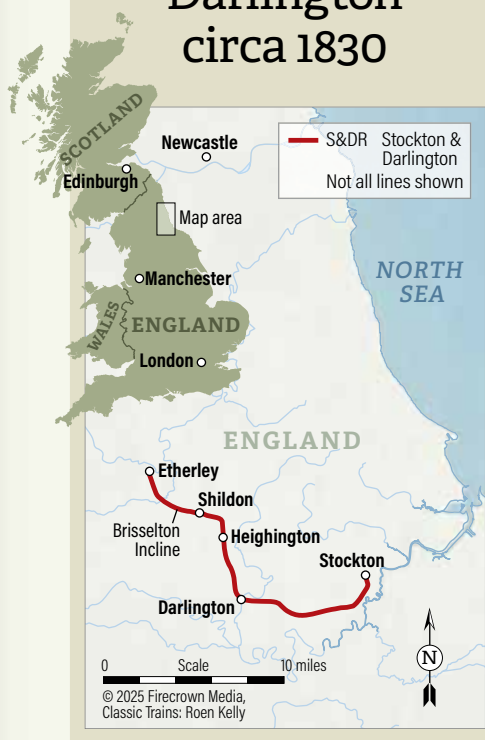 Darlington
circa 1830
SCOTLAND
Edinburgh
Newcastle
S&DR Stockton &
Darlington
Not all lines shown
Map area
Manchester
WALES
ENGLAND
London
NORTH
SEA
ENGLAND
Etherley
Shildon
Brisselton
Incline
Heighington
Stockton
Darlington
0 Scale 10 miles
N
© 2025 Firecrown Media,
Classic Trains: Roen Kelly